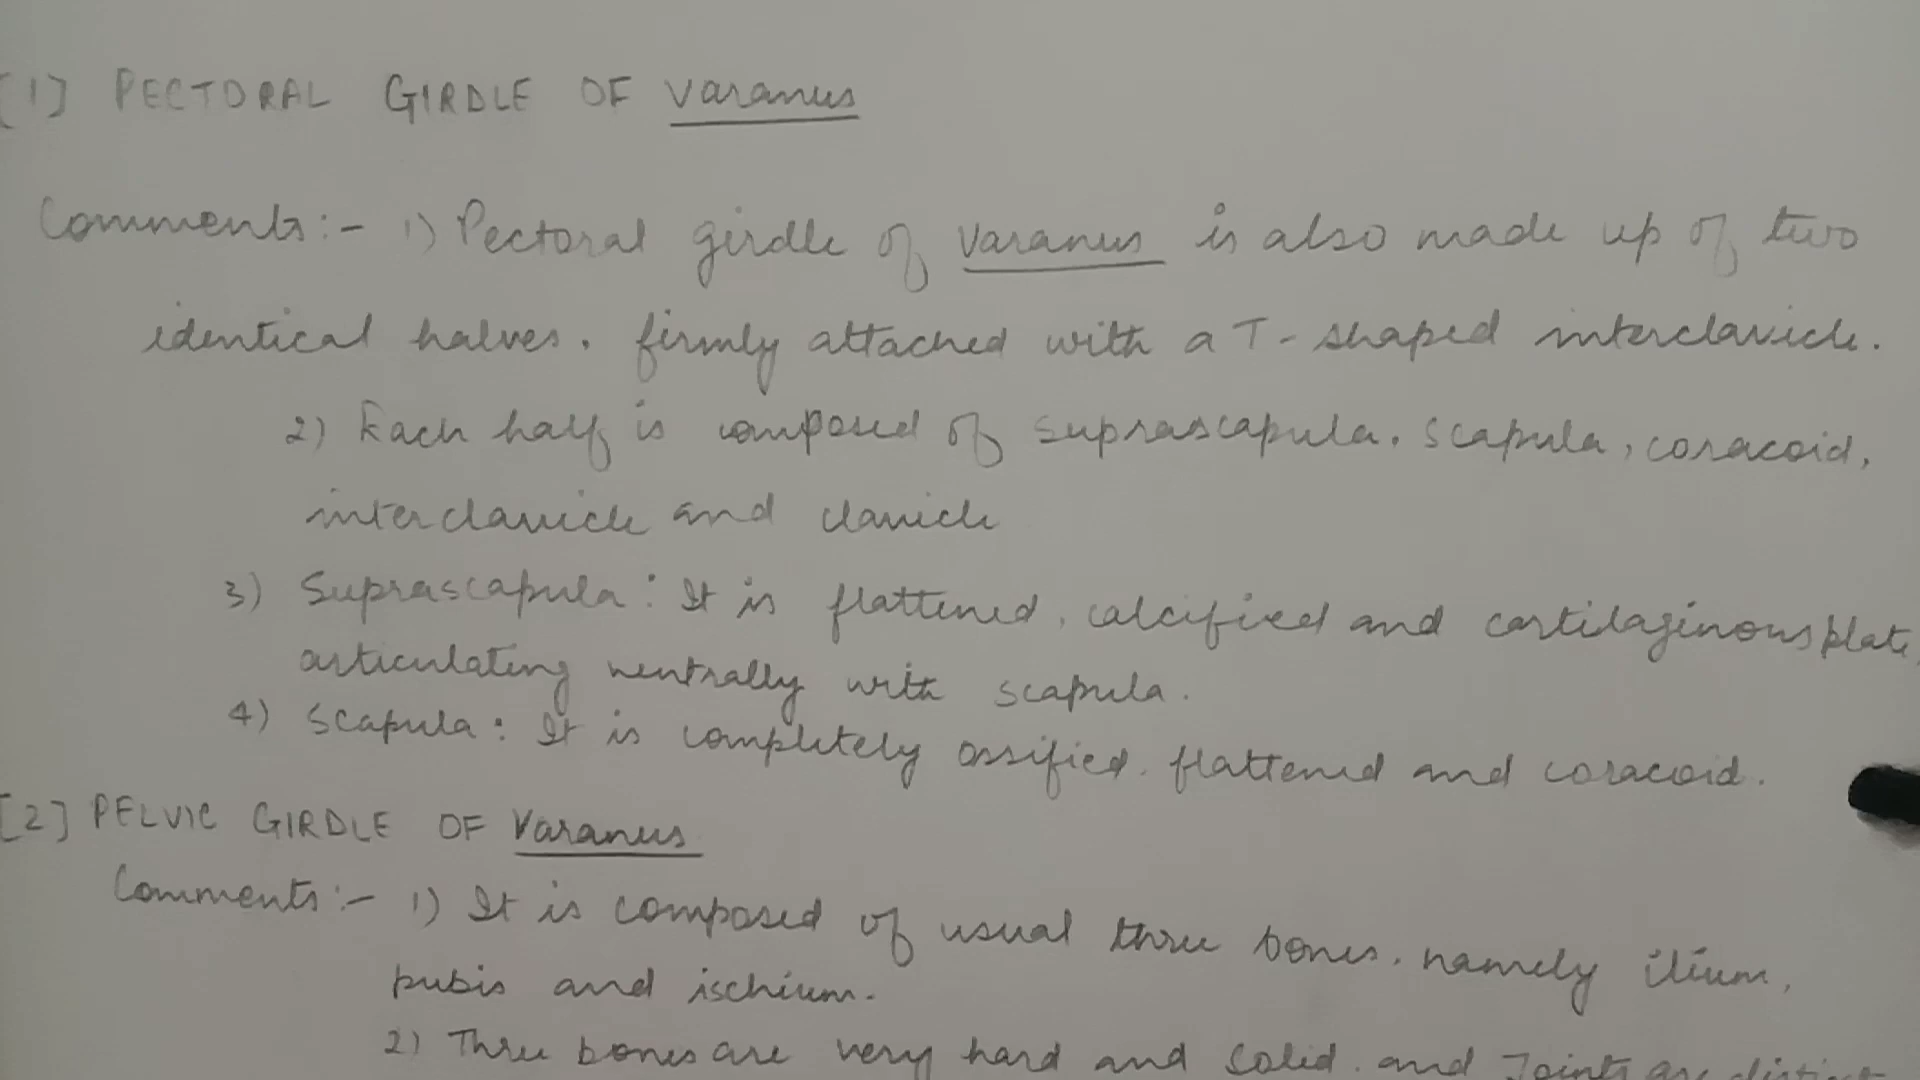 [1] PECTORAL GIRDLE OF Varanus
Comments:- 1) Pectoral girdle of Varanus is also made up of two
identical halves, firmly attached with a T-shaped interclavicle.
2) Each half is composed of suprascapula, scapula, coracoid,
interclavicle and clavicle
3) Suprascapula: It is flattened, calcified and cartilaginous plate,
articulating ventrally with scapula.
4) Scapula: It is completely ossified, flattened and coracoid.
[2] PELVIC GIRDLE OF Varanus
Comments:- 1) It is composed of usual three bones, namely ilium,
pubis and ischium.
2) Three bones are very hard and solid, and Joints are distinct